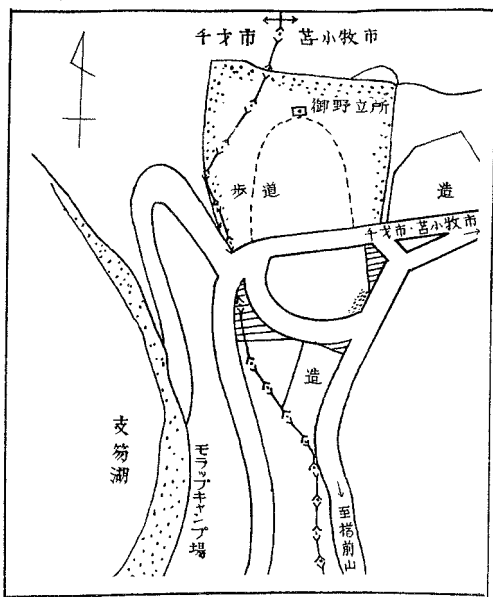 千才市 苫小牧市
御野立所
歩道
造
千才市・苫小牧市
造
支笏湖
モラップキャンプ場
至樽前山